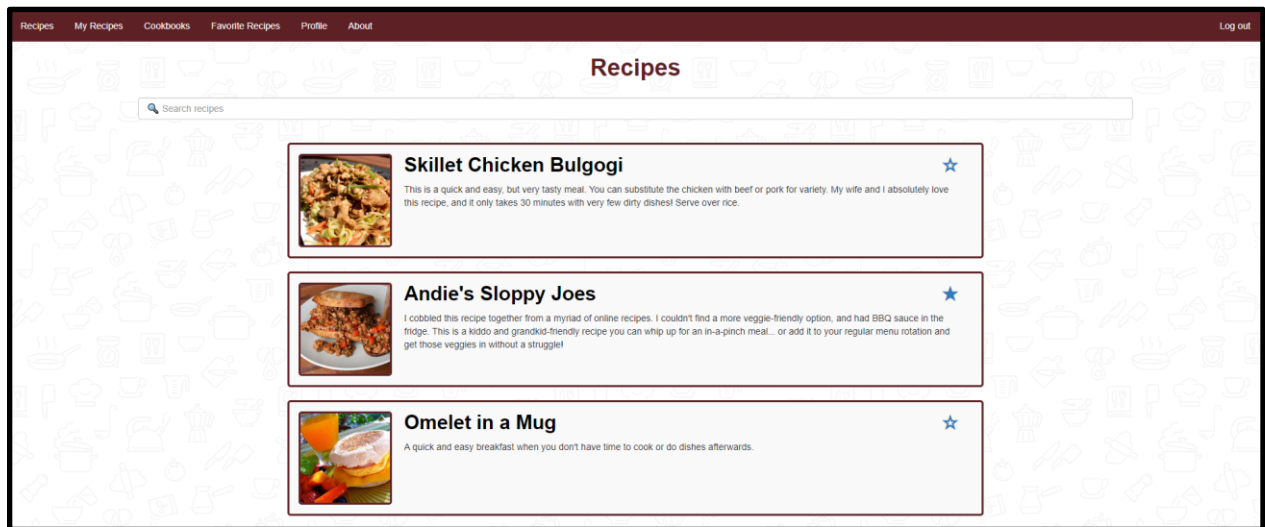 Recipes My Recipes Cookbooks Favorite Recipes Profile About Log out
Recipes
Search recipes
Skillet Chicken Bulgogi
This is a quick and easy, but very tasty meal. You can substitute the chicken with beef or pork for variety. My wife and I absolutely love
this recipe, and it only takes 30 minutes with very few dirty dishes! Serve over rice.
Andie's Sloppy Joes
I cobbled this recipe together from a myriad of online recipes. I couldn't find a more veggie-friendly option, and had BBQ sauce in the
fridge. This is a kiddo and grandkid-friendly recipe you can whip up for an in-a-pinch meal... or add it to your regular menu rotation and
get those veggies in without a struggle!
Omelet in a Mug
A quick and easy breakfast when you don't have time to cook or do dishes afterwards.